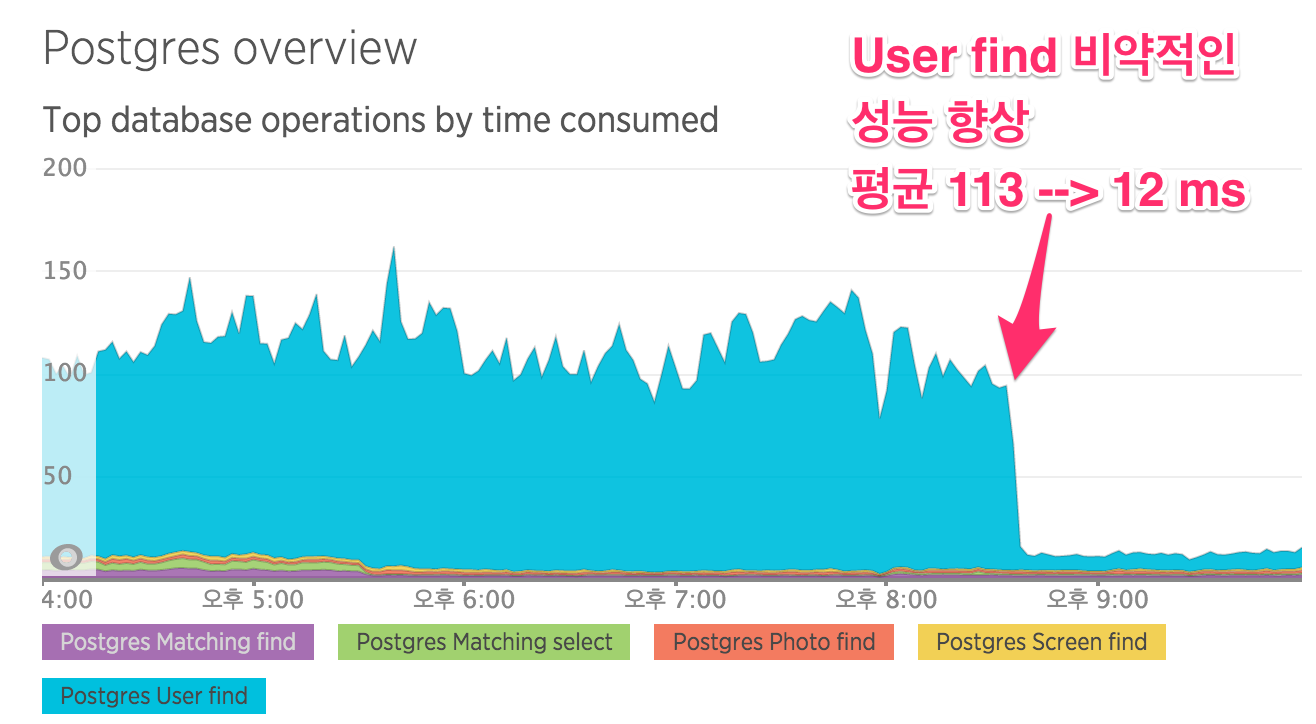 Postgres overview
User find 비약적인
성능 향상
평균 113 --> 12 ms
Top database operations by time consumed
200
150
100
50
4:00
오후 5:00
오후 6:00
오후 7:00
오후 8:00
오후 9:00
Postgres Matching find
Postgres Matching select
Postgres Photo find
Postgres Screen find
Postgres User find